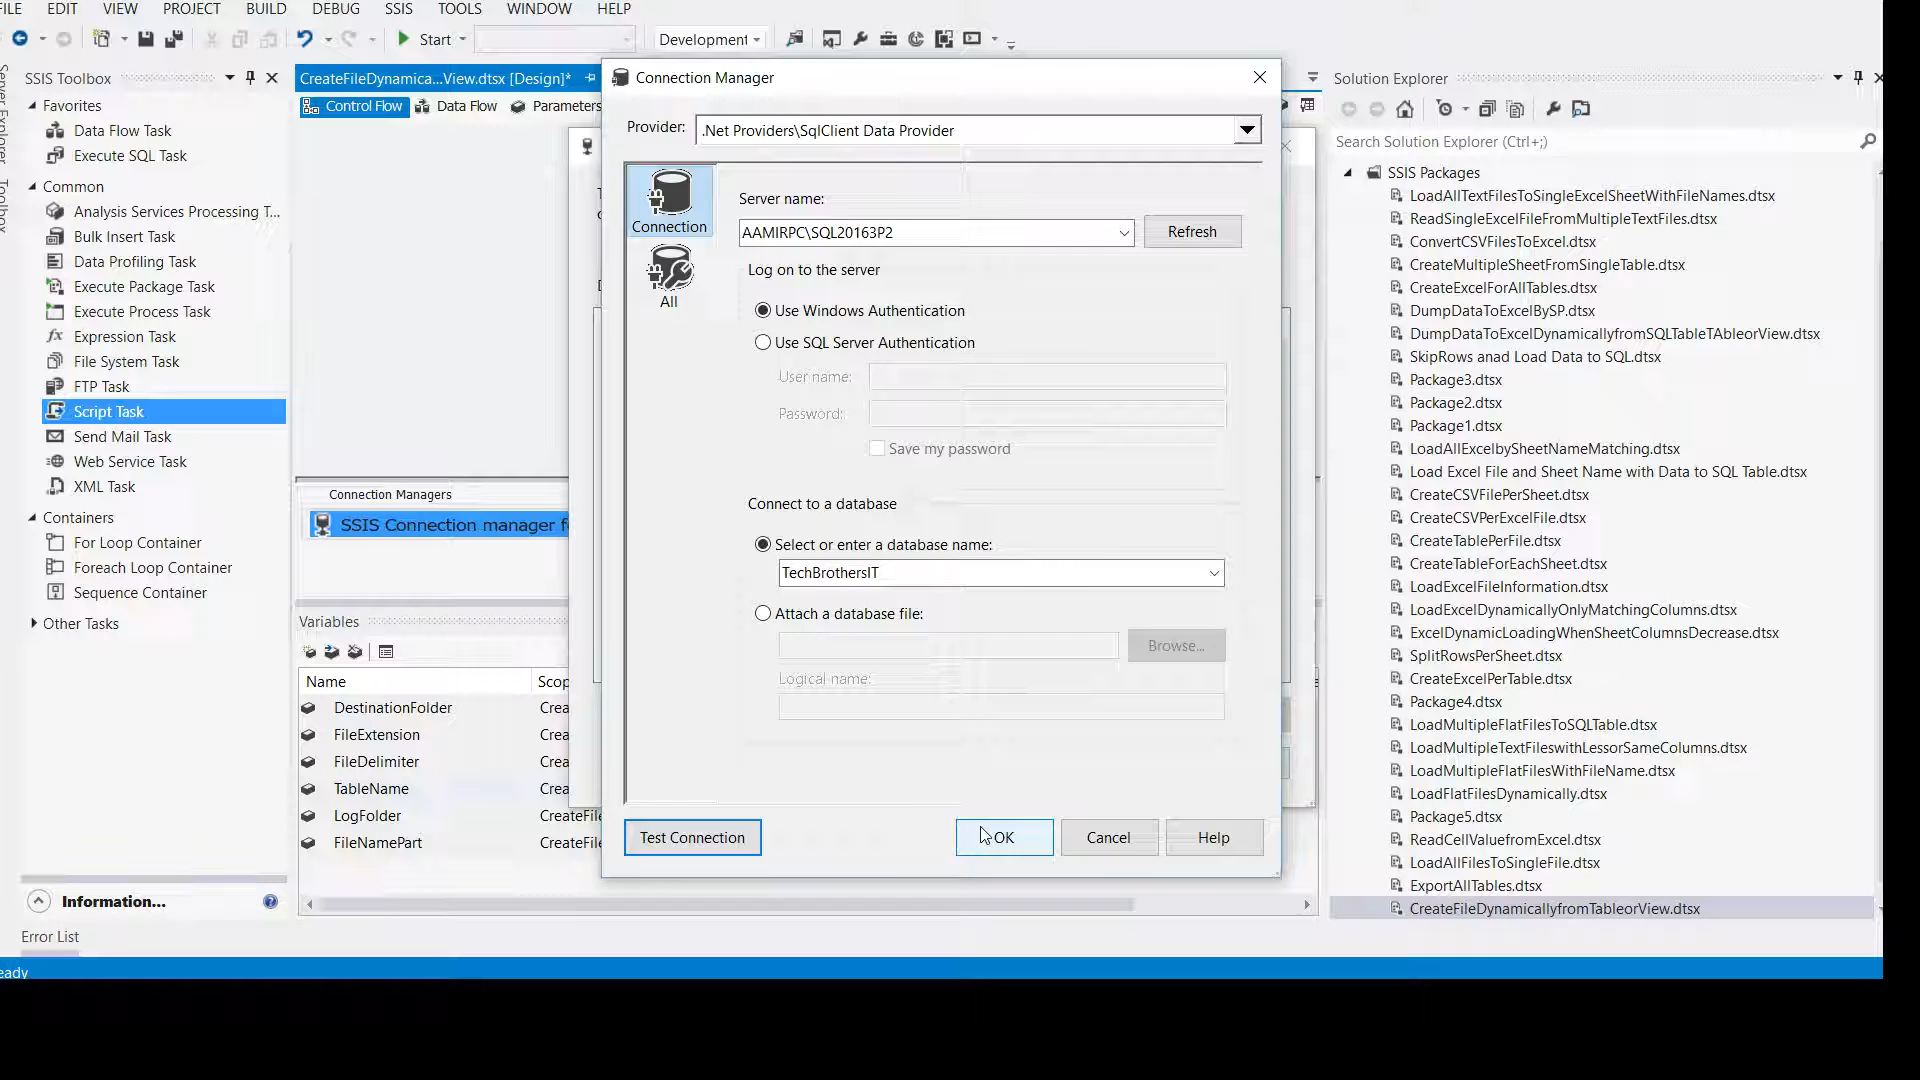 FILE EDIT VIEW PROJECT BUILD DEBUG SSIS TOOLS WINDOW HELP
Start Development
SSIS Toolbox
Favorites
Data Flow Task
Execute SQL Task
Common
Analysis Services Processing T...
Bulk Insert Task
Data Profiling Task
Execute Package Task
Execute Process Task
Expression Task
File System Task
FTP Task
Script Task
Send Mail Task
Web Service Task
XML Task
Containers
For Loop Container
Foreach Loop Container
Sequence Container
Other Tasks
Information...
Error List
eady
Server Explorer
Toolbox
CreateFileDynamica...View.dtsx [Design]*
Control Flow Data Flow Parameters
Connection Managers
SSIS Connection manager f
Variables
Name Scop
DestinationFolder Crea
FileExtension Crea
FileDelimiter Crea
TableName Crea
LogFolder CreateFile
FileNamePart CreateFile
Connection Manager
Provider: .Net Providers\SqlClient Data Provider
Connection
All
Server name:
AAMIRPC\SQL20163P2 Refresh
Log on to the server
Use Windows Authentication
Use SQL Server Authentication
User name:
Password:
Save my password
Connect to a database
Select or enter a database name:
TechBrothersIT
Attach a database file:
Browse...
Logical name:
Test Connection OK Cancel Help
Solution Explorer
Search Solution Explorer (Ctrl+;)
SSIS Packages
LoadAllTextFilesToSingleExcelSheetWithFileNames.dtsx
ReadSingleExcelFileFromMultipleTextFiles.dtsx
ConvertCSVFilesToExcel.dtsx
CreateMultipleSheetFromSingleTable.dtsx
CreateExcelForAllTables.dtsx
DumpDataToExcelBySP.dtsx
DumpDataToExcelDynamicallyfromSQLTableTAbleorView.dtsx
SkipRows anad Load Data to SQL.dtsx
Package3.dtsx
Package2.dtsx
Package1.dtsx
LoadAllExcelbySheetNameMatching.dtsx
Load Excel File and Sheet Name with Data to SQL Table.dtsx
CreateCSVFilePerSheet.dtsx
CreateCSVPerExcelFile.dtsx
CreateTablePerFile.dtsx
CreateTableForEachSheet.dtsx
LoadExcelFileInformation.dtsx
LoadExcelDynamicallyOnlyMatchingColumns.dtsx
ExcelDynamicLoadingWhenSheetColumnsDecrease.dtsx
SplitRowsPerSheet.dtsx
CreateExcelPerTable.dtsx
Package4.dtsx
LoadMultipleFlatFilesToSQLTable.dtsx
LoadMultipleTextFileswithLessorSameColumns.dtsx
LoadMultipleFlatFilesWithFileName.dtsx
LoadFlatFilesDynamically.dtsx
Package5.dtsx
ReadCellValuefromExcel.dtsx
LoadAllFilesToSingleFile.dtsx
ExportAllTables.dtsx
CreateFileDynamicallyfromTableorView.dtsx